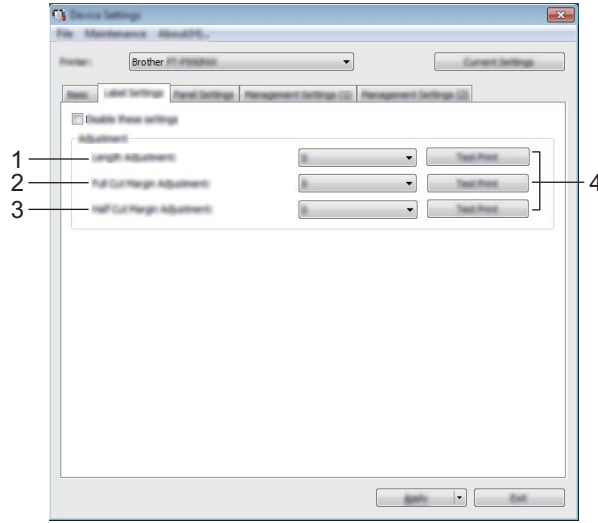 Device Settings
File Maintenance About(H)...
Printer: Brother Current Settings
Basic Label Settings Panel Settings Management Settings (1) Management Settings (2)
Disable these settings
Adjustment
1 Length Adjustment: 0 Test Print
2 Full Cut Margin Adjustment: 0 Test Print 4
3 Half Cut Margin Adjustment: 0 Test Print
Apply Exit